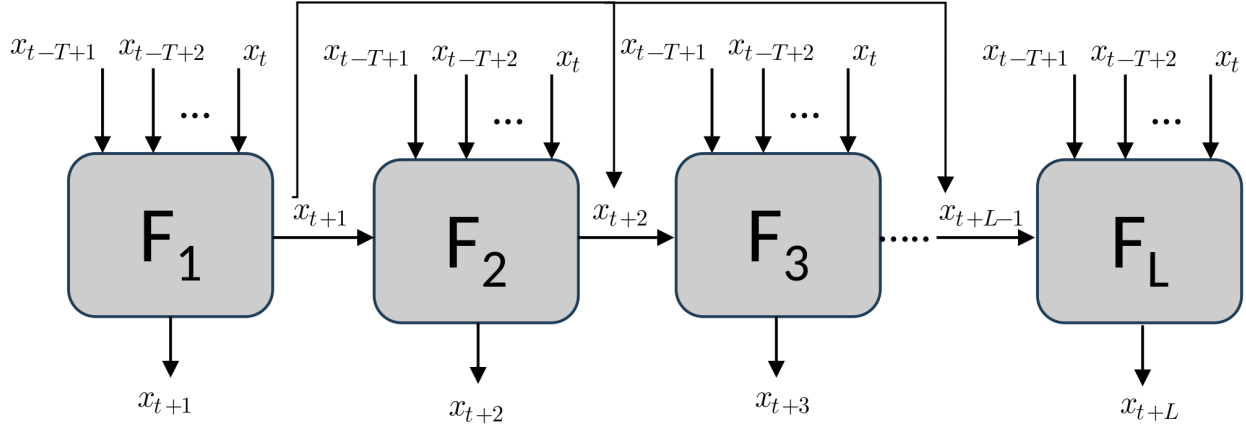 x_{t-T+1} x_{t-T+2} x_t
...
F_1
x_{t+1}
x_{t+1}
x_{t-T+1} x_{t-T+2} x_t
...
F_2
x_{t+2}
x_{t+2}
x_{t-T+1} x_{t-T+2} x_t
...
F_3
x_{t+3}
.....
x_{t+L-1}
x_{t-T+1} x_{t-T+2} x_t
...
F_L
x_{t+L}